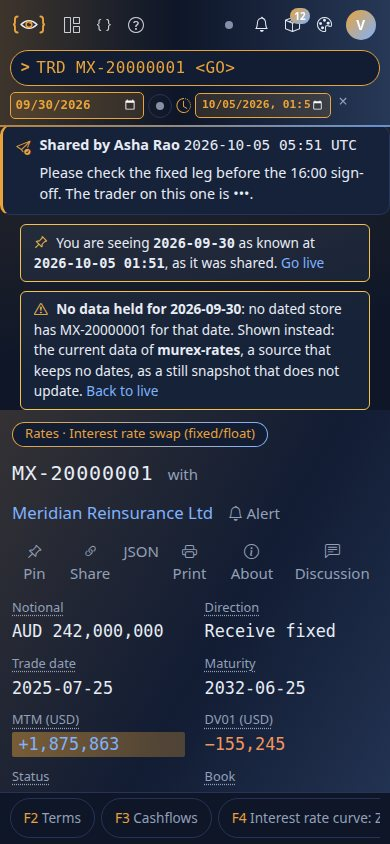 { } ? 12 V
> TRD MX-20000001 <GO>
09/30/2026 10/05/2026, 01:5 ×
Shared by Asha Rao 2026-10-05 05:51 UTC
Please check the fixed leg before the 16:00 sign-
off. The trader on this one is •••.
You are seeing 2026-09-30 as known at
2026-10-05 01:51, as it was shared. Go live
No data held for 2026-09-30: no dated store
has MX-20000001 for that date. Shown instead:
the current data of murex-rates, a source that
keeps no dates, as a still snapshot that does not
update. Back to live
Rates · Interest rate swap (fixed/float)
MX-20000001 with
Meridian Reinsurance Ltd Alert
Pin Share JSON Print About Discussion
Notional Direction
AUD 242,000,000 Receive fixed
Trade date Maturity
2025-07-25 2032-06-25
MTM (USD) DV01 (USD)
+1,875,863 −155,245
Status Book
F2 Terms F3 Cashflows F4 Interest rate curve: 2